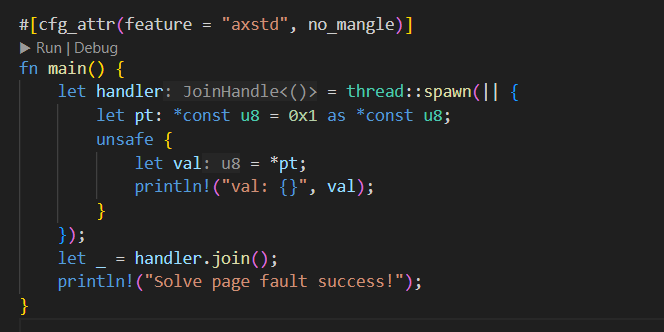 #[cfg_attr(feature = "axstd", no_mangle)]
▶ Run | Debug
fn main() {
    let handler: JoinHandle<()> = thread::spawn(|| {
        let pt: *const u8 = 0x1 as *const u8;
        unsafe {
            let val: u8 = *pt;
            println!("val: {}", val);
        }
    });
    let _ = handler.join();
    println!("Solve page fault success!");
}